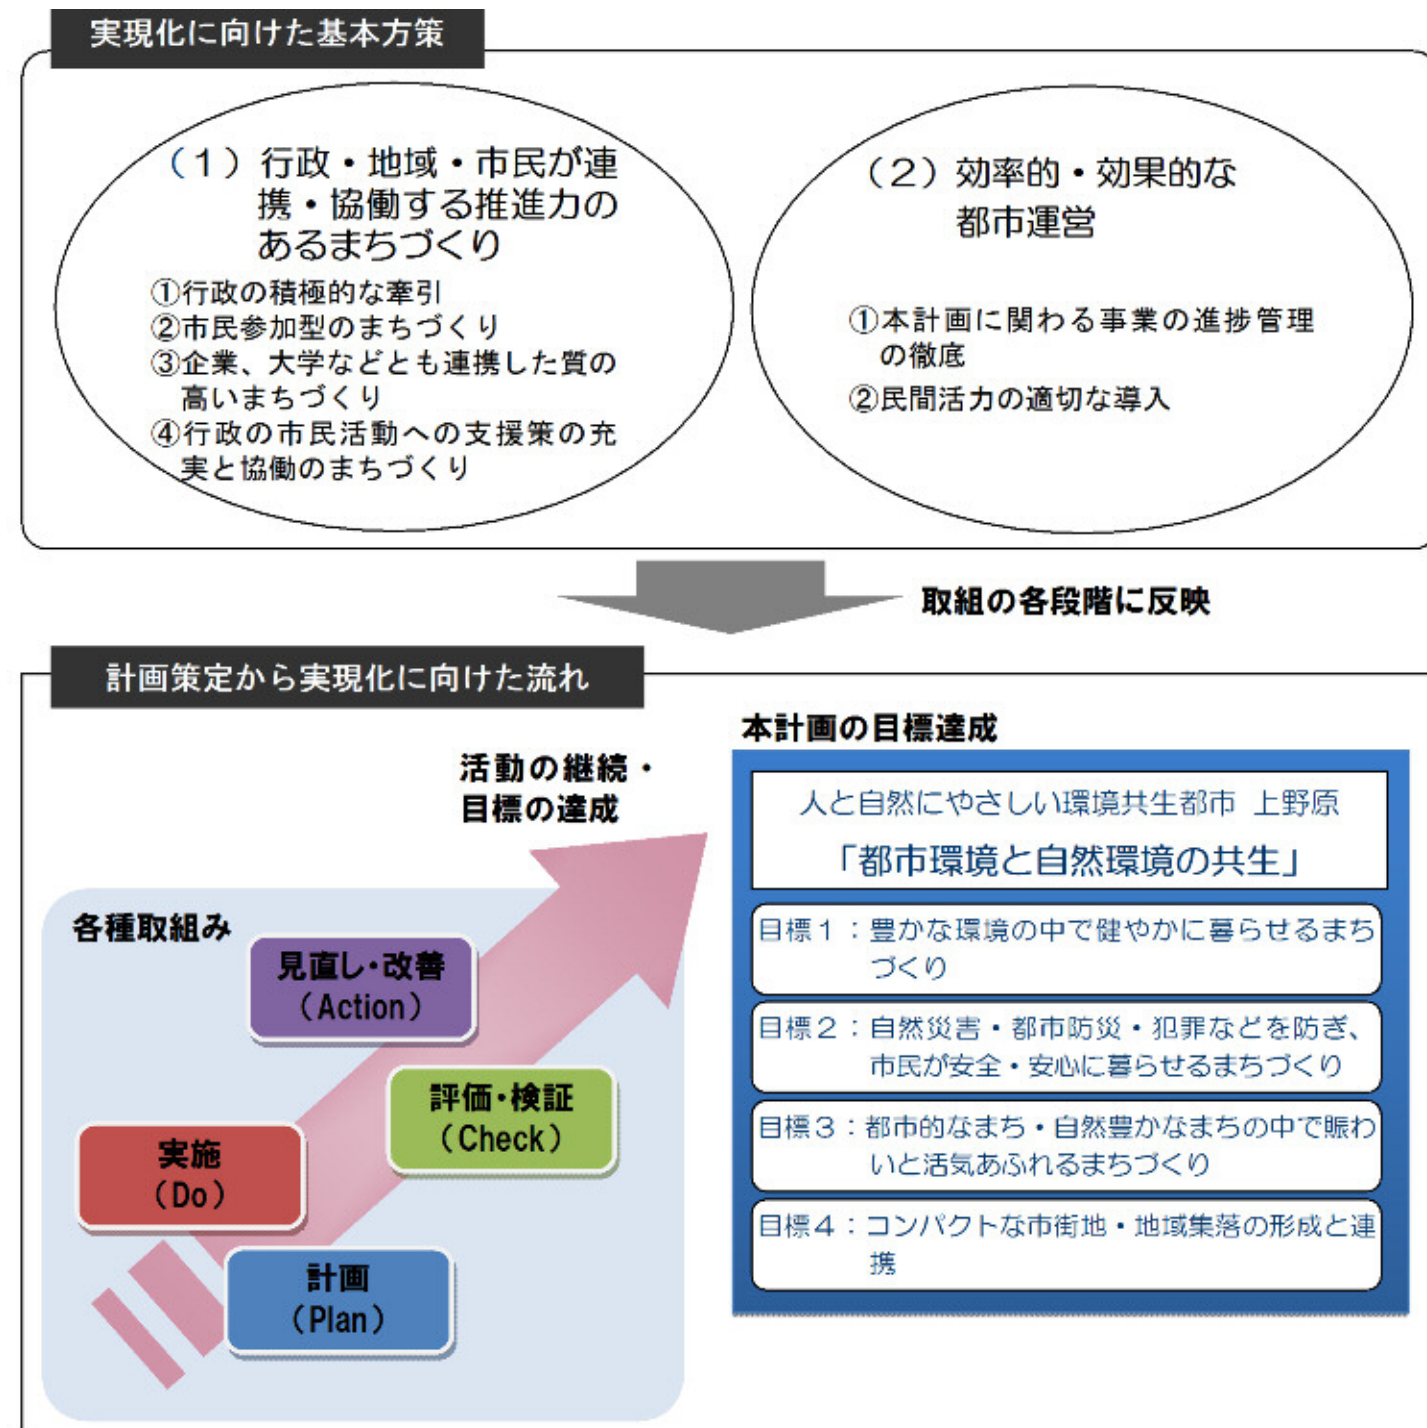 実現化に向けた基本方策
（１）行政・地域・市民が連
携・協働する推進力の
あるまちづくり
①行政の積極的な牽引
②市民参加型のまちづくり
③企業、大学などとも連携した質の
高いまちづくり
④行政の市民活動への支援策の充
実と協働のまちづくり
（２）効率的・効果的な
都市運営
①本計画に関わる事業の進捗管理
の徹底
②民間活力の適切な導入
取組の各段階に反映
計画策定から実現化に向けた流れ
活動の継続・
目標の達成
各種取組み
見直し・改善
（Action）
評価・検証
（Check）
実施
（Do）
計画
（Plan）
本計画の目標達成
人と自然にやさしい環境共生都市 上野原
「都市環境と自然環境の共生」
目標１：豊かな環境の中で健やかに暮らせるまち
づくり
目標２：自然災害・都市防災・犯罪などを防ぎ、
市民が安全・安心に暮らせるまちづくり
目標３：都市的なまち・自然豊かなまちの中で賑わ
いと活気あふれるまちづくり
目標４：コンパクトな市街地・地域集落の形成と連
携